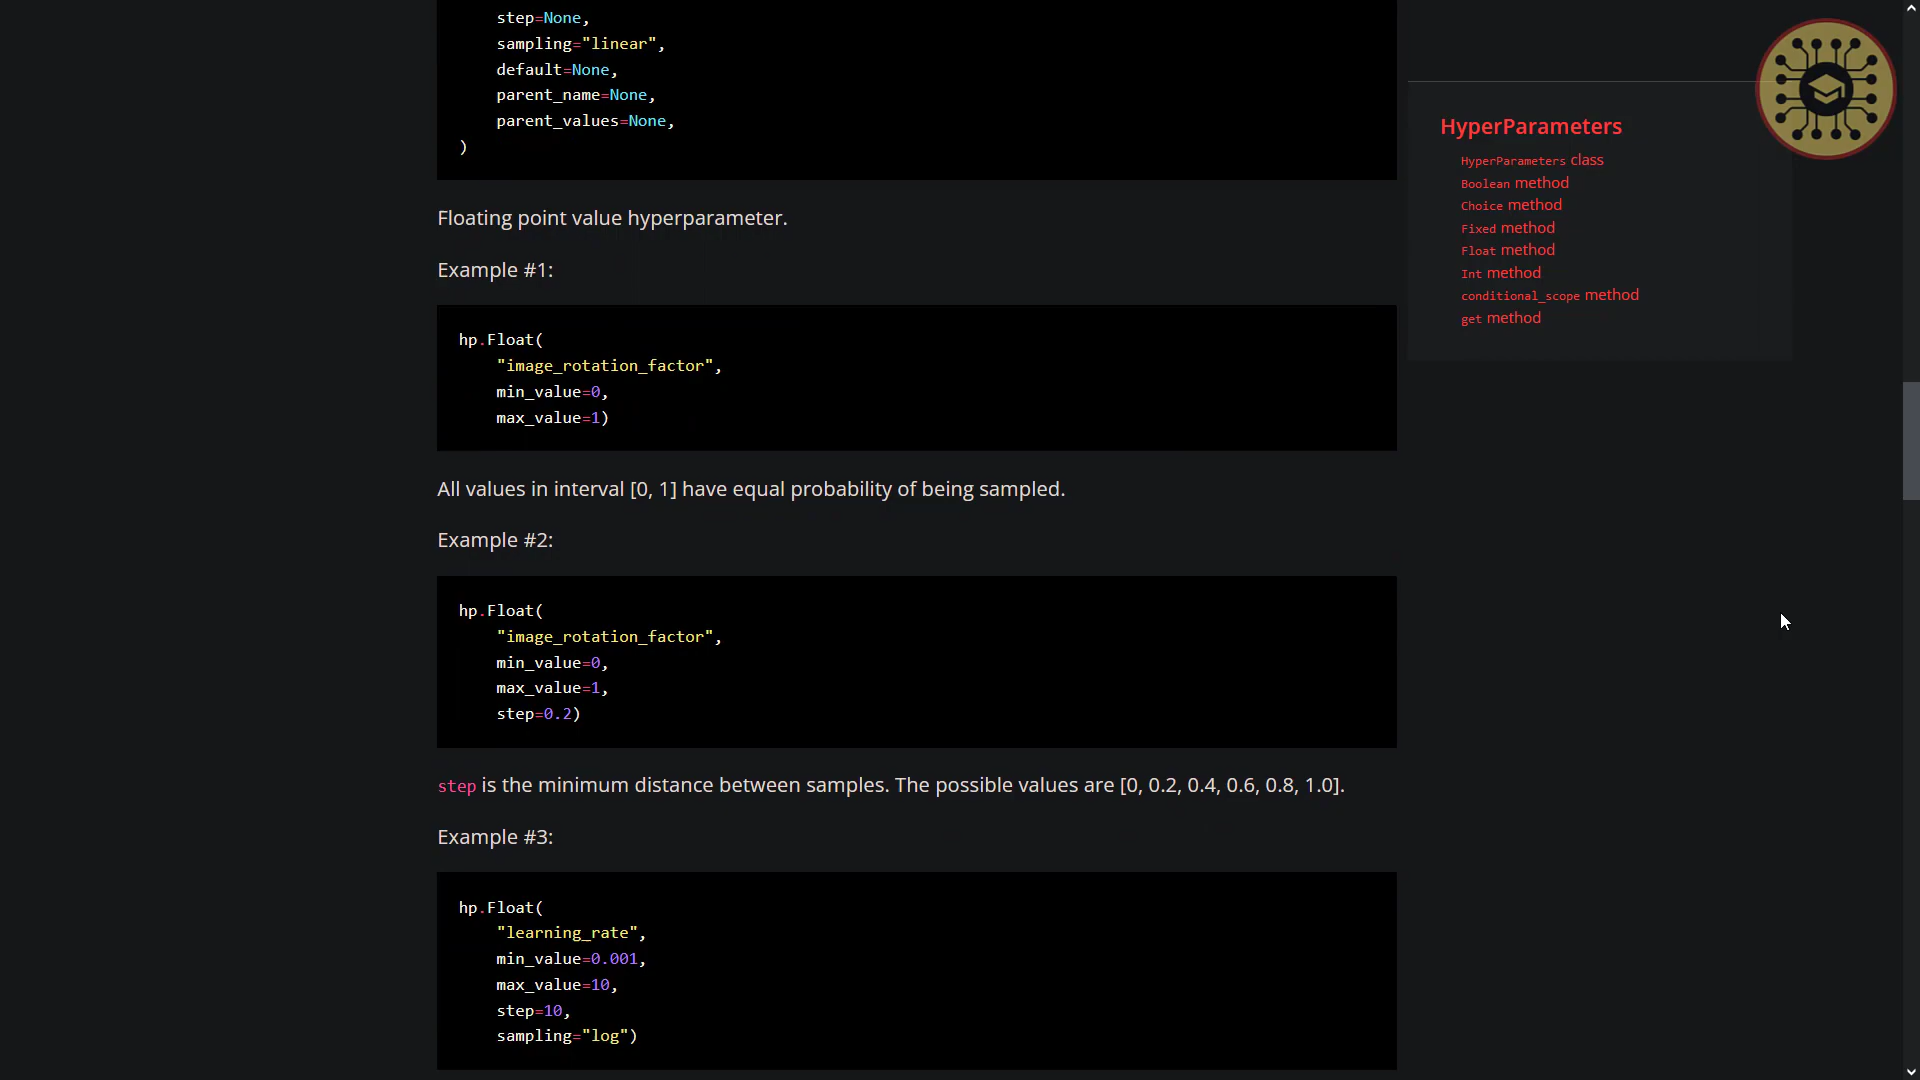 step=None,
sampling="linear",
default=None,
parent_name=None,
parent_values=None,
)
Floating point value hyperparameter.
Example #1:
hp.Float(
"image_rotation_factor",
min_value=0,
max_value=1)
All values in interval [0, 1] have equal probability of being sampled.
Example #2:
hp.Float(
"image_rotation_factor",
min_value=0,
max_value=1,
step=0.2)
step is the minimum distance between samples. The possible values are [0, 0.2, 0.4, 0.6, 0.8, 1.0].
Example #3:
hp.Float(
"learning_rate",
min_value=0.001,
max_value=10,
step=10,
sampling="log")
HyperParameters
HyperParameters class
Boolean method
Choice method
Fixed method
Float method
Int method
conditional_scope method
get method